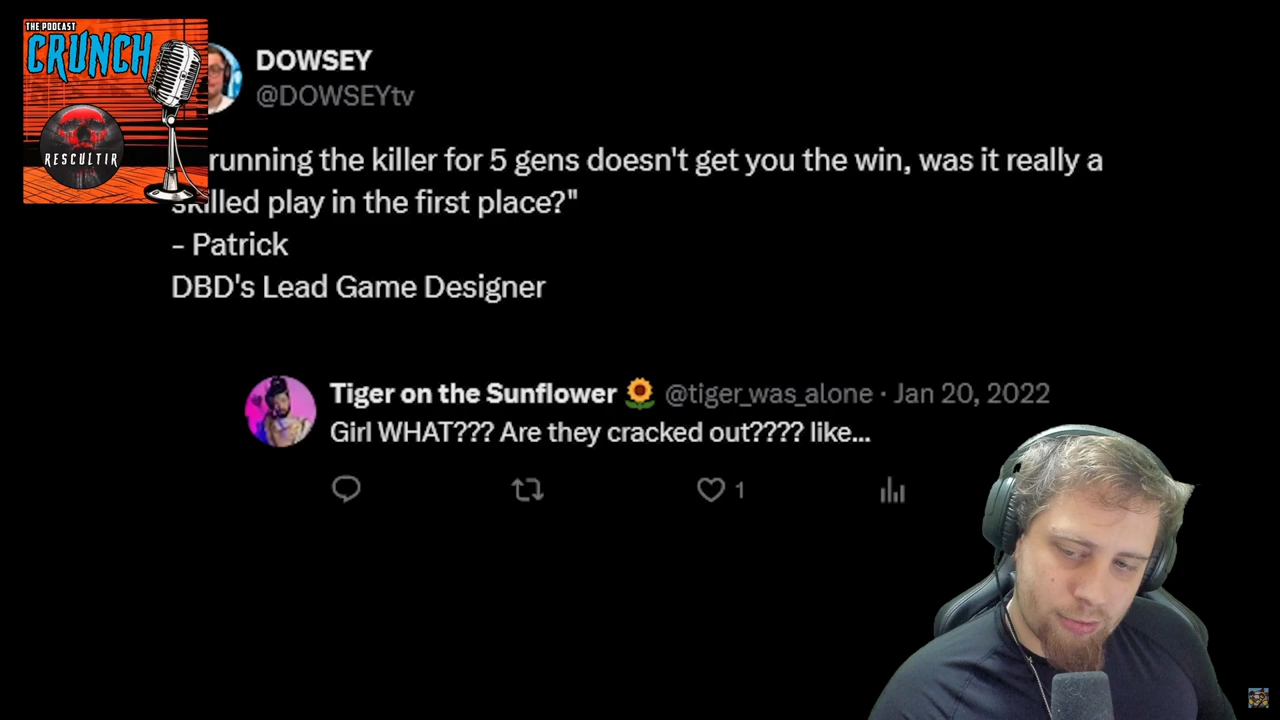 THE PODCAST
CRUNCH
RESCULTIR
DOWSEY
@DOWSEYtv
running the killer for 5 gens doesn't get you the win, was it really a
skilled play in the first place?"
- Patrick
DBD's Lead Game Designer
Tiger on the Sunflower 🌻 @tiger_was_alone · Jan 20, 2022
Girl WHAT??? Are they cracked out???? like...
1